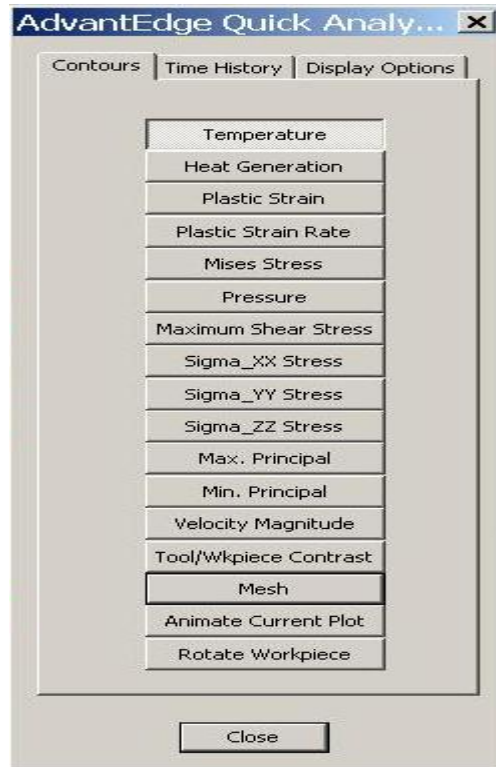 AdvantEdge Quick Analy...
Contours Time History Display Options
Temperature
Heat Generation
Plastic Strain
Plastic Strain Rate
Mises Stress
Pressure
Maximum Shear Stress
Sigma_XX Stress
Sigma_YY Stress
Sigma_ZZ Stress
Max. Principal
Min. Principal
Velocity Magnitude
Tool/Wkpiece Contrast
Mesh
Animate Current Plot
Rotate Workpiece
Close